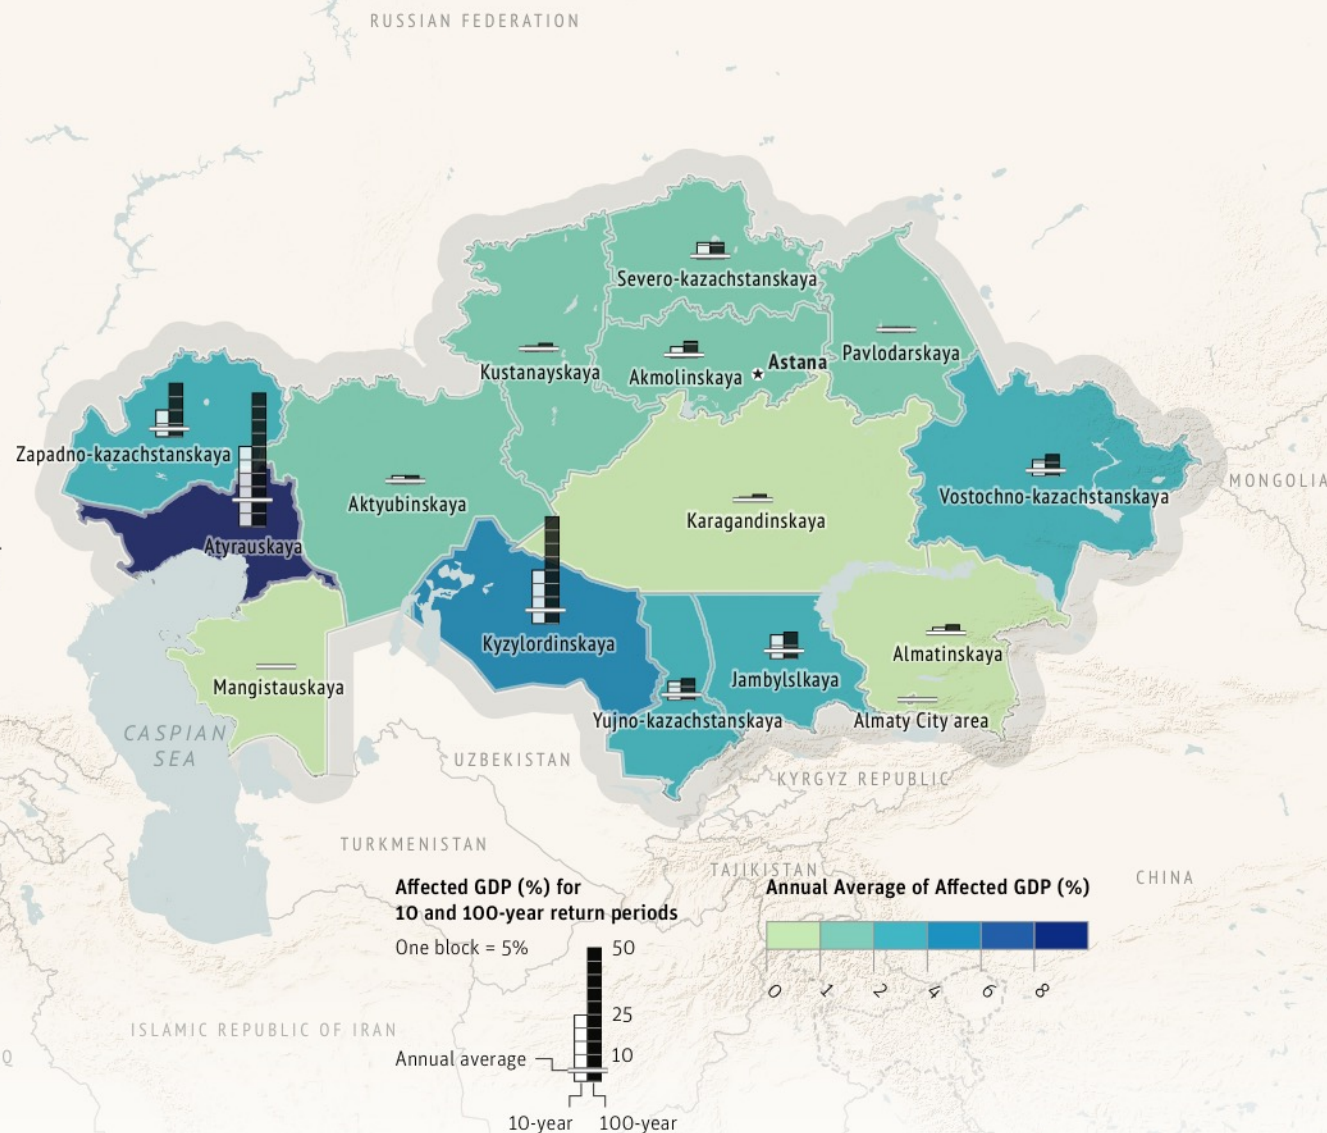 RUSSIAN FEDERATION
Severo-kazachstanskaya
Kustanayskaya
Akmolinskaya
Astana
Pavlodarskaya
Zapadno-kazachstanskaya
Aktyubinskaya
Karagandinskaya
Vostochno-kazachstanskaya
MONGOLIA
Atyrauskaya
Kyzylordinskaya
Almatinskaya
Mangistauskaya
Jambylslkaya
Yujno-kazachstanskaya
Almaty City area
CASPIAN
SEA
UZBEKISTAN
KYRGYZ REPUBLIC
TURKMENISTAN
TAJIKISTAN
CHINA
Affected GDP (%) for
10 and 100-year return periods
One block = 5%
50
25
10
Annual average
10-year
100-year
Annual Average of Affected GDP (%)
0
1
2
4
6
8
ISLAMIC REPUBLIC OF IRAN
Q